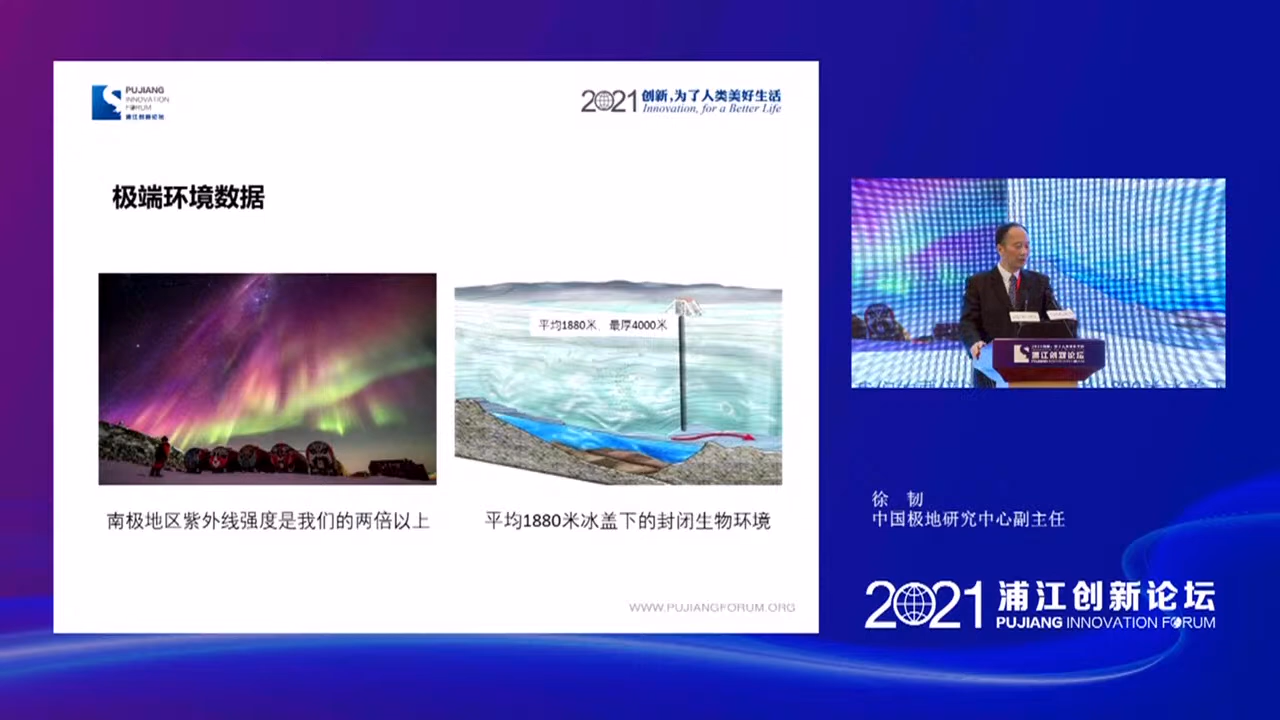 PUJIANG
INNOVATION
FORUM
浦江创新论坛
2021 创新，为了人类美好生活
Innovation, for a Better Life
极端环境数据
平均1880米、最厚4000米
南极地区紫外线强度是我们的两倍以上
平均1880米冰盖下的封闭生物环境
WWW.PUJIANGFORUM.ORG
浦江创新论坛
徐 韧
中国极地研究中心副主任
2021 浦江创新论坛
PUJIANG INNOVATION FORUM